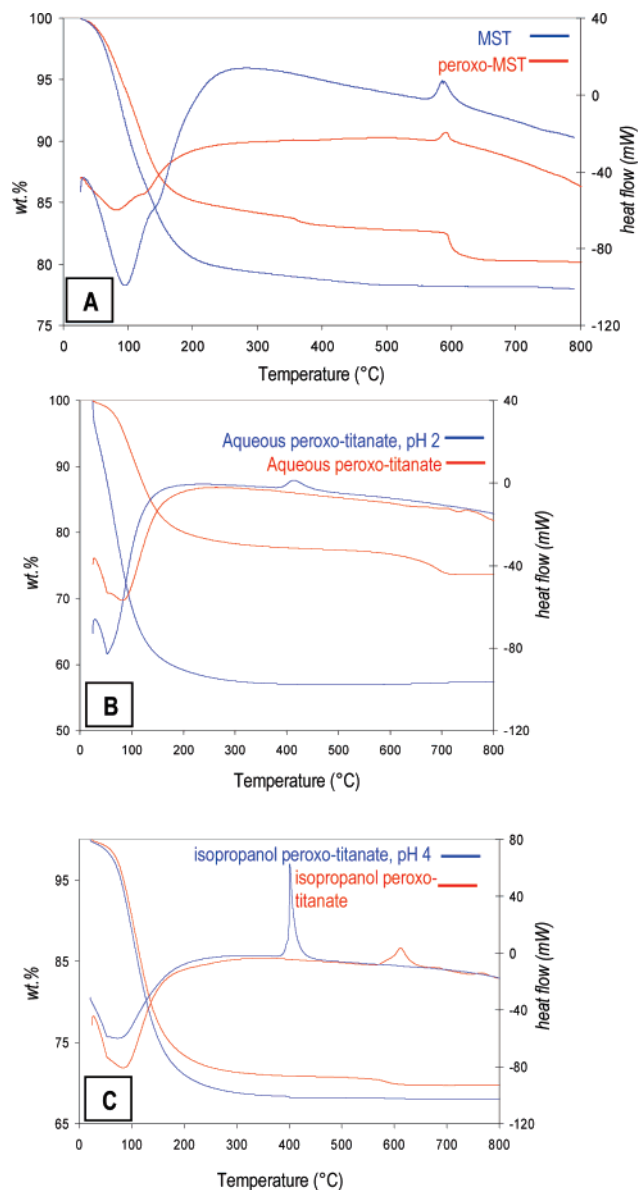 100
95
90
85
80
75
wt.%
MST
peroxo-MST
A
40
0
-40
-80
-120
heat flow (mW)
0 100 200 300 400 500 600 700 800
Temperature (°C)
100
90
80
70
60
50
wt.%
Aqueous peroxo-titanate, pH 2
Aqueous peroxo-titanate
B
40
0
-40
-80
-120
heat flow (mW)
0 100 200 300 400 500 600 700 800
Temperature (°C)
95
85
75
65
wt.%
isopropanol peroxo-titanate, pH 4
isopropanol peroxo-
titanate
C
80
40
0
-40
-80
-120
heat flow (mW)
0 100 200 300 400 500 600 700 800
Temperature (°C)